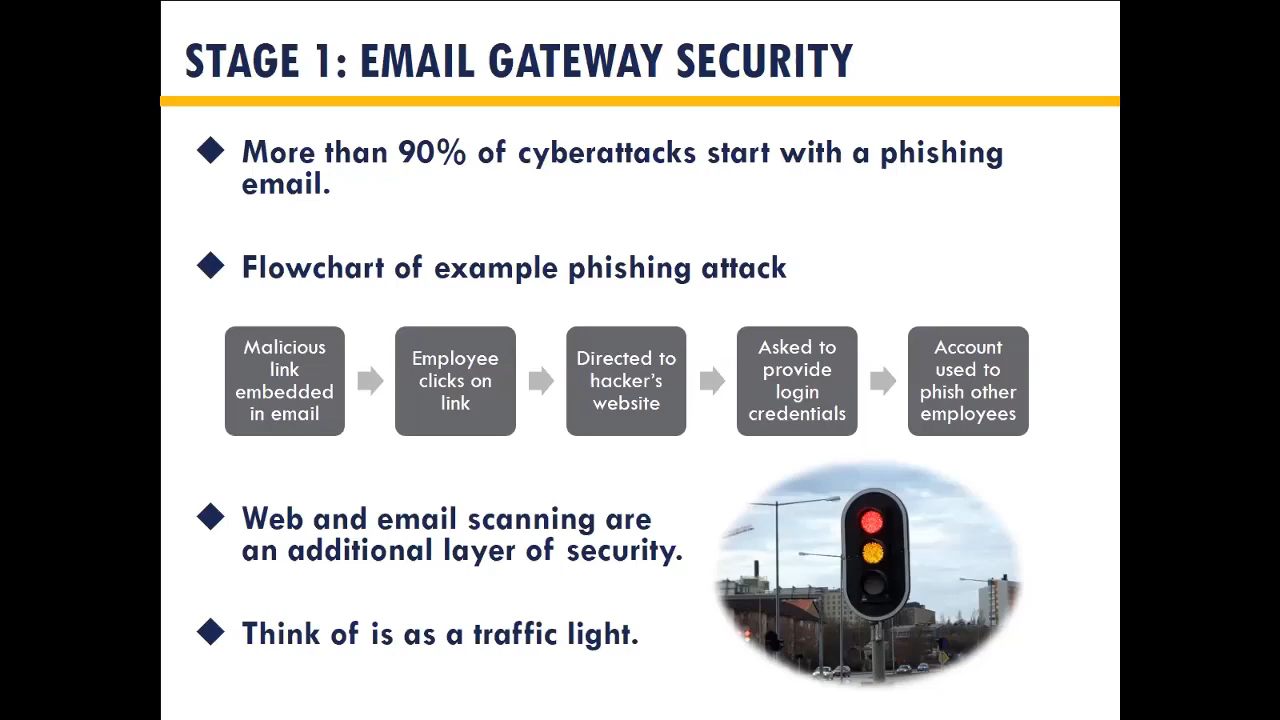 STAGE 1: EMAIL GATEWAY SECURITY
More than 90% of cyberattacks start with a phishing
email.
Flowchart of example phishing attack
Malicious
link
embedded
in email
Employee
clicks on
link
Directed to
hacker's
website
Asked to
provide
login
credentials
Account
used to
phish other
employees
Web and email scanning are
an additional layer of security.
Think of is as a traffic light.